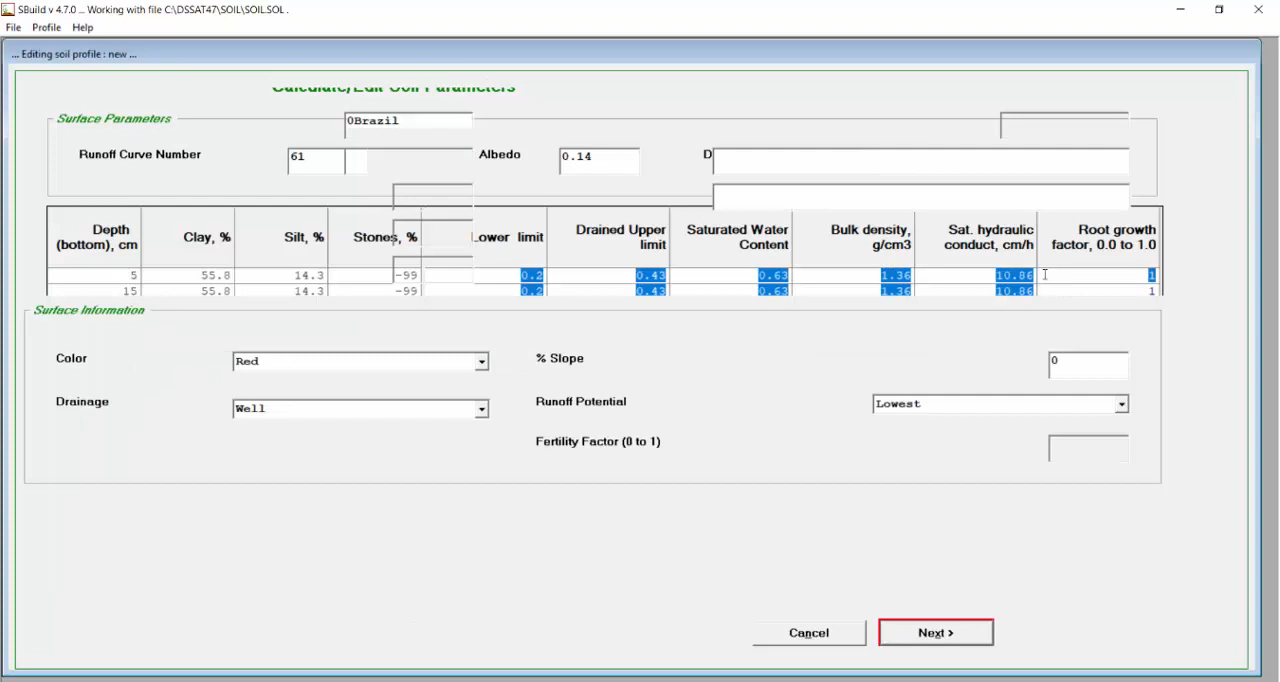 SBuild v 4.7.0 ... Working with file C:\DSSAT47\SOIL\SOIL.SOL .
File Profile Help
... Editing soil profile : new ...
Calculate/Edit Soil Parameters
Surface Parameters
0Brazil
Runoff Curve Number 61 Albedo 0.14 D
Depth (bottom), cm Clay, % Silt, % Stones, % Lower limit Drained Upper limit Saturated Water Content Bulk density, g/cm3 Sat. hydraulic conduct, cm/h Root growth factor, 0.0 to 1.0
5 55.8 14.3 -99 0.2 0.43 0.63 1.36 10.86 1
15 55.8 14.3 -99 0.2 0.43 0.63 1.36 10.86 1
Surface Information
Color Red % Slope 0
Drainage Well Runoff Potential Lowest
Fertility Factor (0 to 1)
Cancel Next >